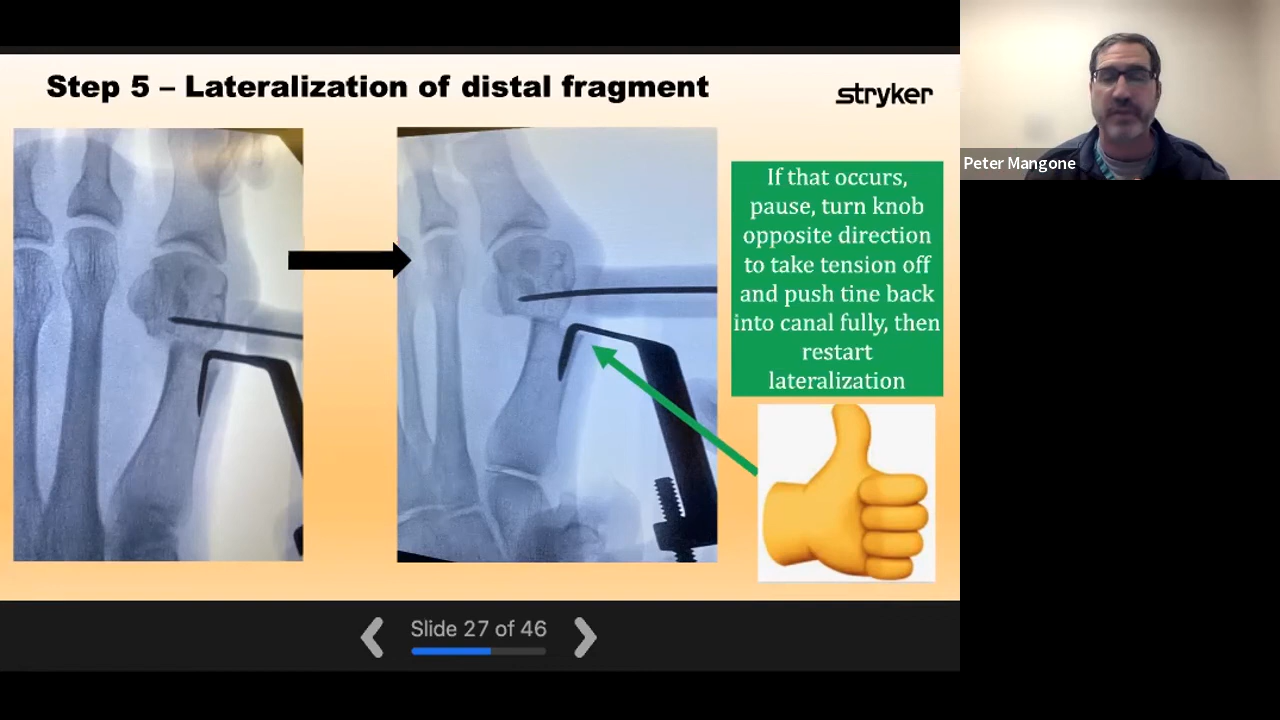 Step 5 – Lateralization of distal fragment
stryker
If that occurs,
pause, turn knob
opposite direction
to take tension off
and push tine back
into canal fully, then
restart
lateralization
Peter Mangone
Slide 27 of 46